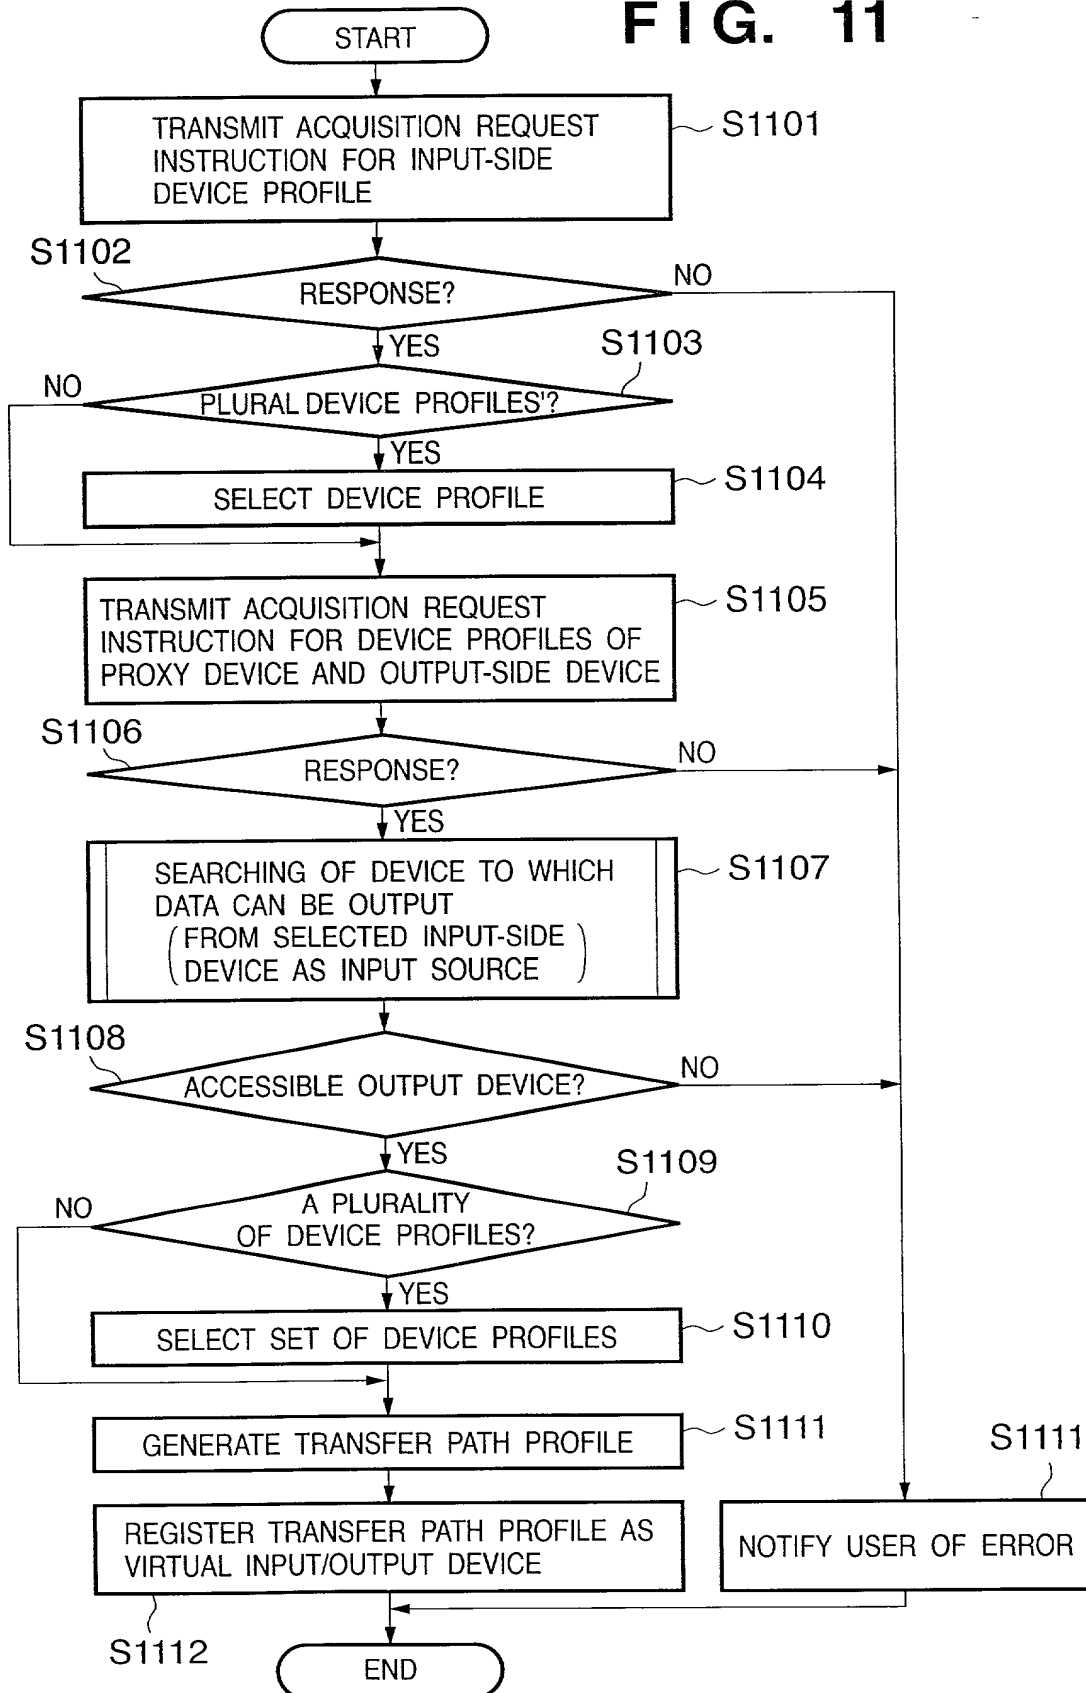 FIG. 11
START
TRANSMIT ACQUISITION REQUEST
INSTRUCTION FOR INPUT-SIDE
DEVICE PROFILE
S1101
S1102
RESPONSE?
NO
YES
S1103
NO
PLURAL DEVICE PROFILES'?
YES
SELECT DEVICE PROFILE
S1104
TRANSMIT ACQUISITION REQUEST
INSTRUCTION FOR DEVICE PROFILES OF
PROXY DEVICE AND OUTPUT-SIDE DEVICE
S1105
S1106
RESPONSE?
NO
YES
SEARCHING OF DEVICE TO WHICH
DATA CAN BE OUTPUT
(FROM SELECTED INPUT-SIDE
DEVICE AS INPUT SOURCE)
S1107
S1108
ACCESSIBLE OUTPUT DEVICE?
NO
YES
S1109
NO
A PLURALITY
OF DEVICE PROFILES?
YES
SELECT SET OF DEVICE PROFILES
S1110
GENERATE TRANSFER PATH PROFILE
S1111
S1111
REGISTER TRANSFER PATH PROFILE AS
VIRTUAL INPUT/OUTPUT DEVICE
NOTIFY USER OF ERROR
S1112
END